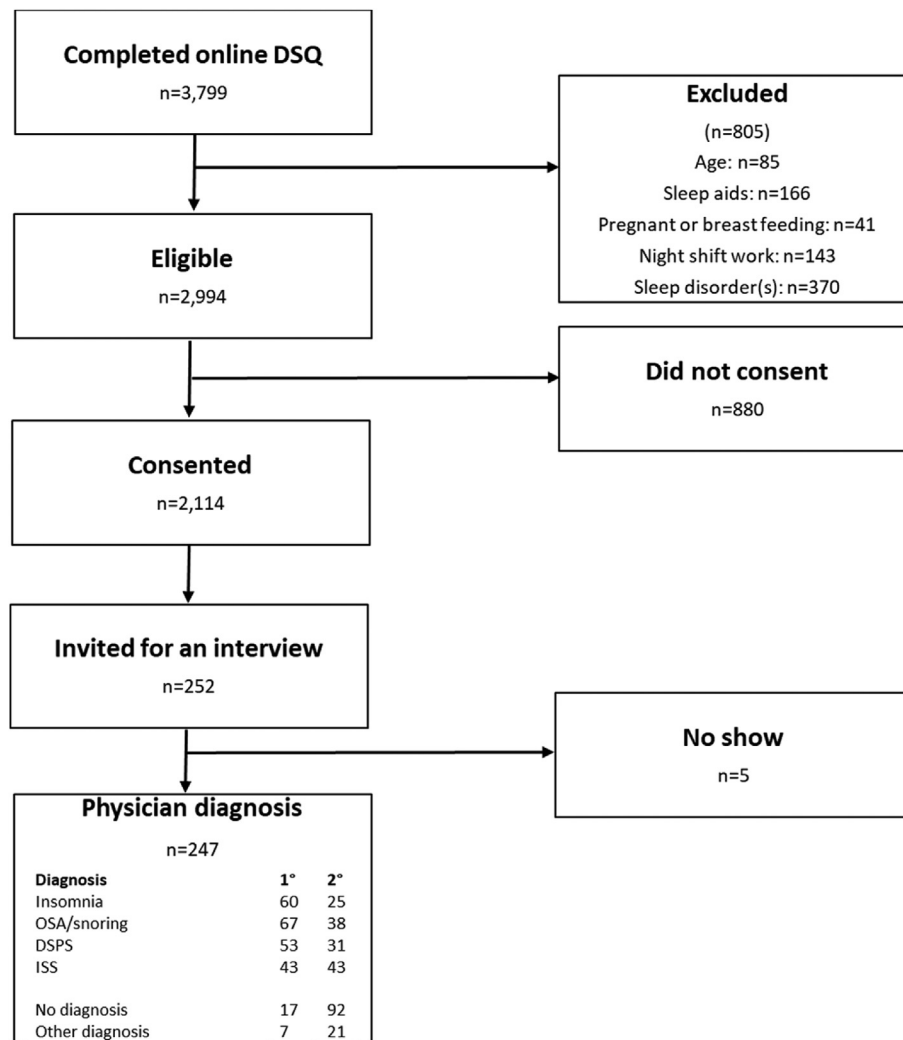 Completed online DSQ
n=3,799
Excluded
(n=805)
Age: n=85
Sleep aids: n=166
Pregnant or breast feeding: n=41
Night shift work: n=143
Sleep disorder(s): n=370
Eligible
n=2,994
Did not consent
n=880
Consented
n=2,114
Invited for an interview
n=252
No show
n=5
Physician diagnosis
n=247
Diagnosis 1° 2°
Insomnia 60 25
OSA/snoring 67 38
DSPS 53 31
ISS 43 43
No diagnosis 17 92
Other diagnosis 7 21